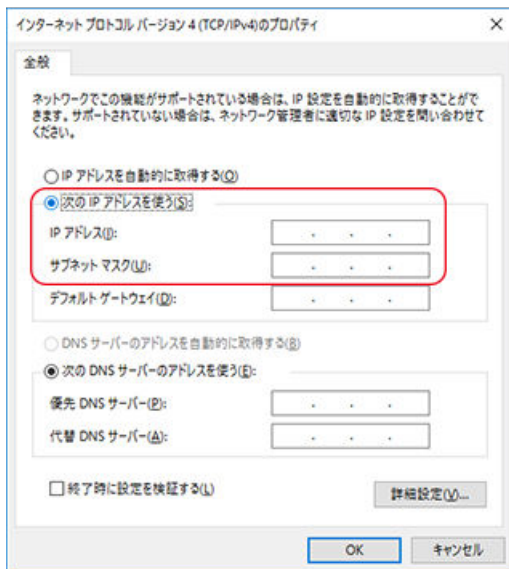 インターネット プロトコル バージョン 4 (TCP/IPv4)のプロパティ
全般
ネットワークでこの機能がサポートされている場合は、IP 設定を自動的に取得することがで
きます。サポートされていない場合は、ネットワーク管理者に適切な IP 設定を問い合わせて
ください。
IP アドレスを自動的に取得する(O)
次の IP アドレスを使う(S):
IP アドレス(I):
サブネット マスク(U):
デフォルト ゲートウェイ(D):
DNS サーバーのアドレスを自動的に取得する(B)
次の DNS サーバーのアドレスを使う(E):
優先 DNS サーバー(P):
代替 DNS サーバー(A):
終了時に設定を検証する(L)
詳細設定(V)...
OK
キャンセル